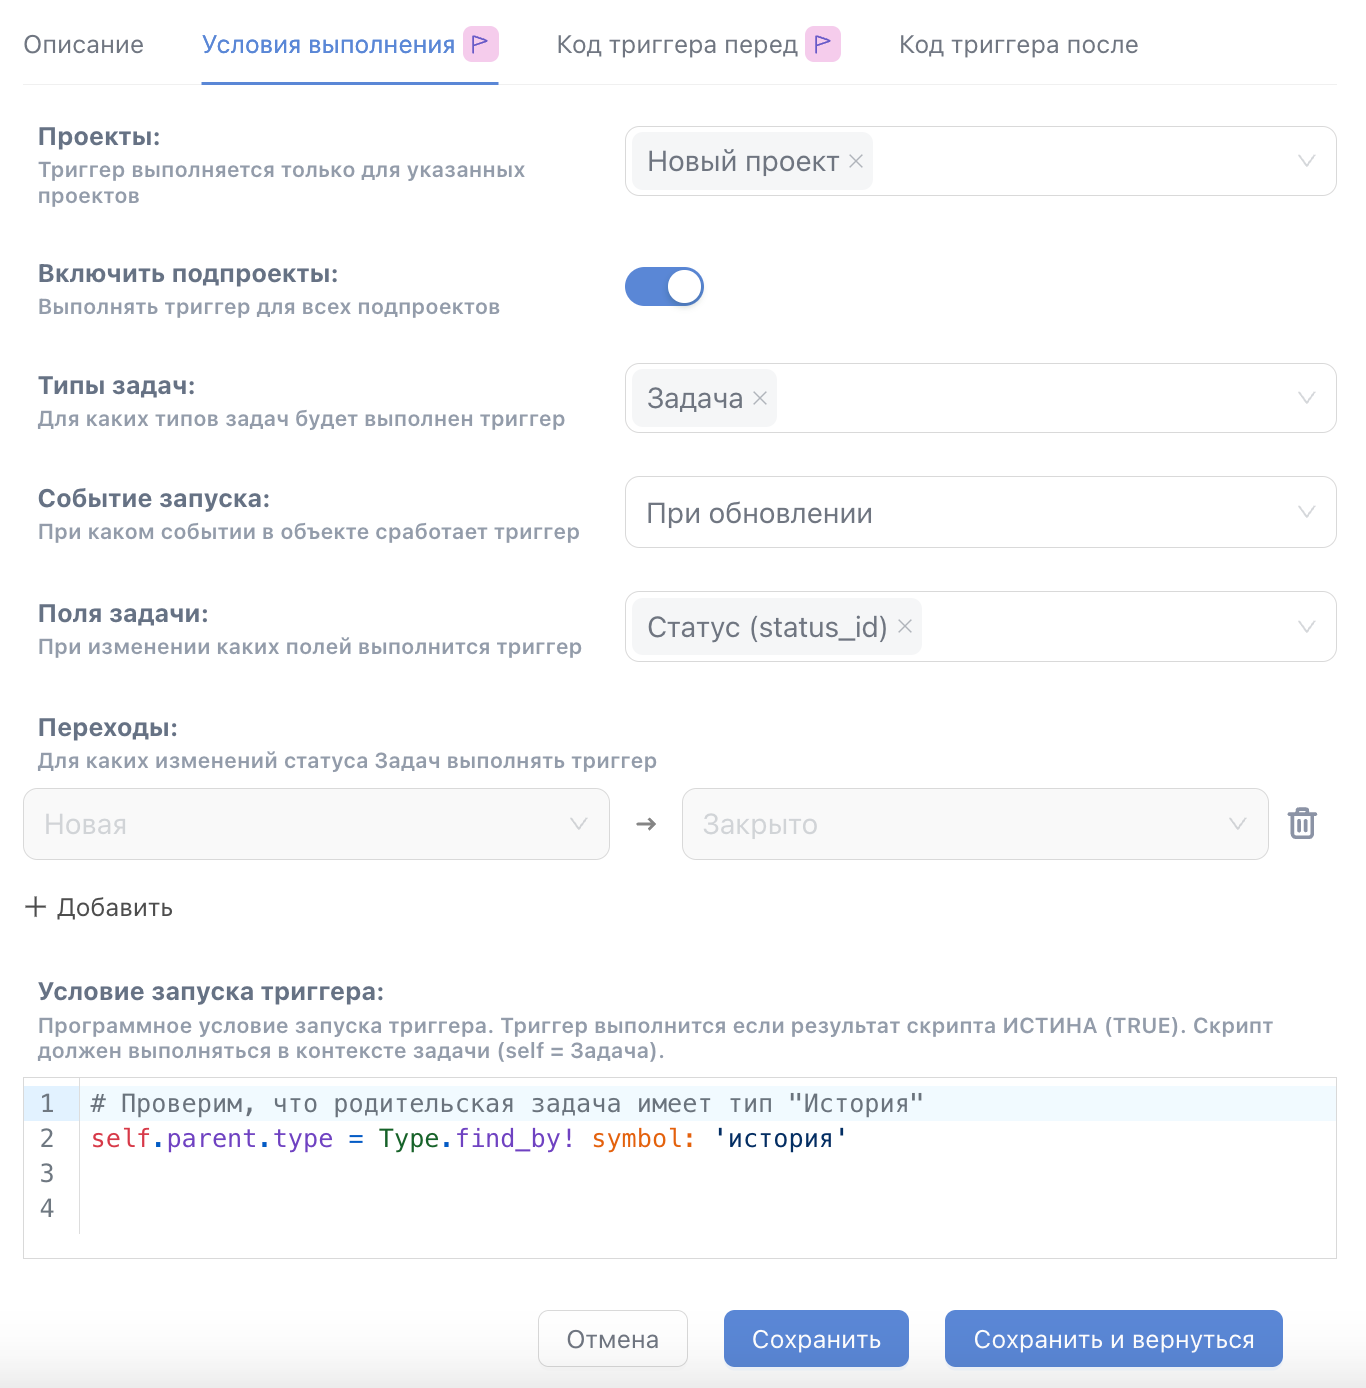 Описание Условия выполнения Код триггера перед Код триггера после
Проекты:
Триггер выполняется только для указанных
проектов
Новый проект
Включить подпроекты:
Выполнять триггер для всех подпроектов
Типы задач:
Для каких типов задач будет выполнен триггер
Задача
Событие запуска:
При каком событии в объекте сработает триггер
При обновлении
Поля задачи:
При изменении каких полей выполнится триггер
Статус (status_id)
Переходы:
Для каких изменений статуса Задач выполнять триггер
Новая → Закрыто
+ Добавить
Условие запуска триггера:
Программное условие запуска триггера. Триггер выполнится если результат скрипта ИСТИНА (TRUE). Скрипт
должен выполняться в контексте задачи (self = Задача).
1 # Проверим, что родительская задача имеет тип "История"
2 self.parent.type = Type.find_by! symbol: 'история'
3
4
Отмена Сохранить Сохранить и вернуться